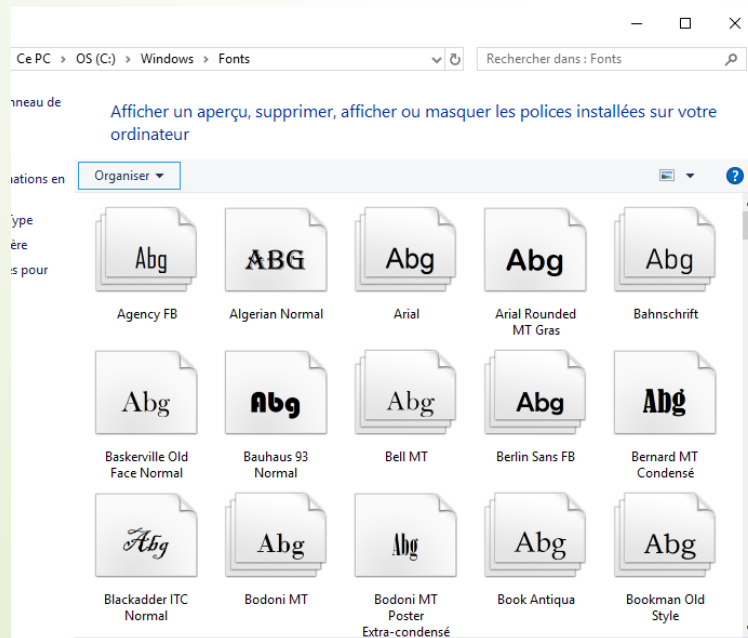 Ce PC > OS (C:) > Windows > Fonts
Rechercher dans : Fonts
nneau de
Afficher un aperçu, supprimer, afficher ou masquer les polices installées sur votre
ordinateur
nations en
Organiser
Type
ère
s pour
Abg
ABG
Abg
Abg
Abg
Agency FB
Algerian Normal
Arial
Arial Rounded
MT Gras
Bahnschrift
Abg
Abg
Abg
Abg
Abg
Baskerville Old
Face Normal
Bauhaus 93
Normal
Bell MT
Berlin Sans FB
Bernard MT
Condensé
Abg
Abg
Abg
Abg
Abg
Blackadder ITC
Normal
Bodoni MT
Bodoni MT
Poster
Extra-condensé
Book Antiqua
Bookman Old
Style